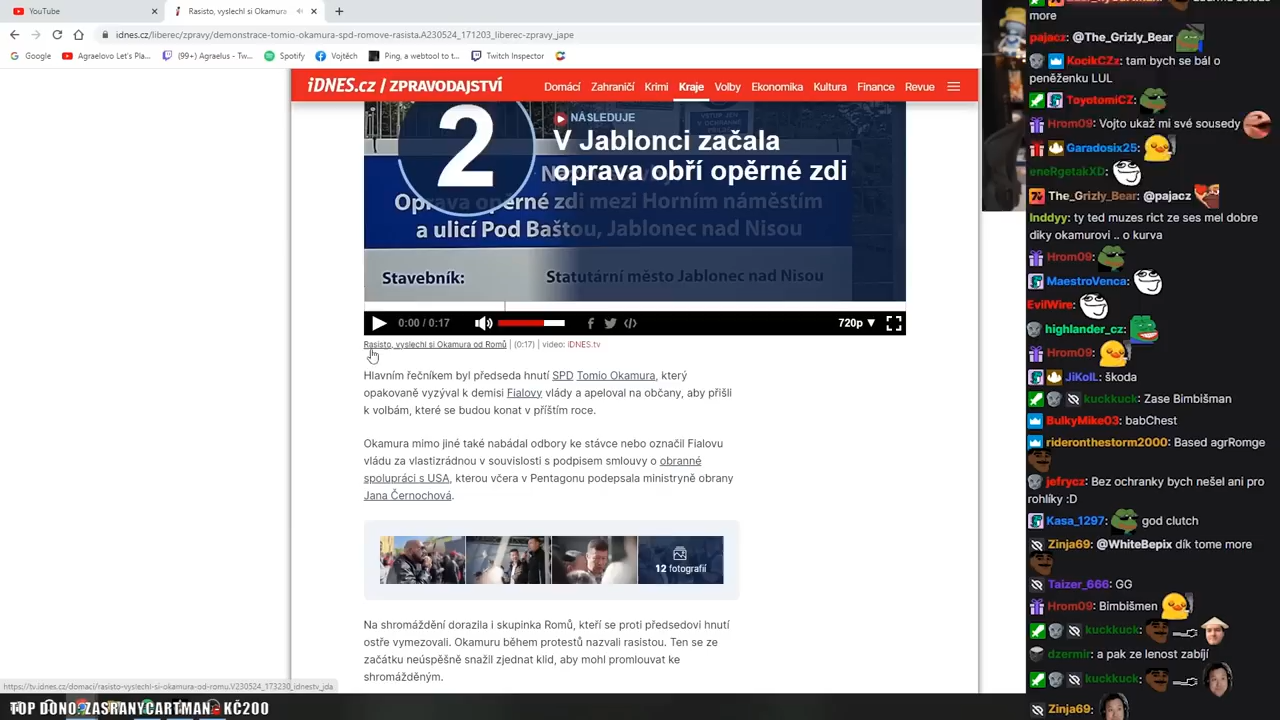 YouTube
Rasisto, vyslechl si Okamura
idnes.cz/liberec/zpravy/demonstrace-tomio-okamura-spd-romove-rasista.A230524_171203_liberec-zpravy_jape
Google
Agraelovo Let's Pla...
(99+) Agraelus - Tw...
Spotify
Vojtěch
Ping, a webtool to t...
Twitch Inspector
iDNES.cz / ZPRAVODAJSTVÍ
Domácí
Zahraničí
Krimi
Kraje
Volby
Ekonomika
Kultura
Finance
Revue
2
NÁSLEDUJE
V Jablonci začala
oprava obří opěrné zdi
Oprava opěrné zdi mezi Horním náměstím
a ulicí Pod Baštou, Jablonec nad Nisou
Stavebník:
Statutární město Jablonec nad Nisou
0:00 / 0:17
720p
Rasisto, vyslechl si Okamura od Romů | (0:17) | video: iDNES.tv
Hlavním řečníkem byl předseda hnutí SPD Tomio Okamura, který
opakovaně vyzýval k demisi Fialovy vlády a apeloval na občany, aby přišli
k volbám, které se budou konat v příštím roce.
Okamura mimo jiné také nabádal odbory ke stávce nebo označil Fialovu
vládu za vlastizrádnou v souvislosti s podpisem smlouvy o obranné
spolupráci s USA, kterou včera v Pentagonu podepsala ministryně obrany
Jana Černochová.
12 fotografií
Na shromáždění dorazila i skupinka Romů, kteří se proti předsedovi hnutí
ostře vymezovali. Okamuru během protestů nazvali rasistou. Ten se ze
začátku neúspěšně snažil zjednat klid, aby mohl promlouvat ke
shromážděným.
https://tv.idnes.cz/domaci/rasisto-vyslechl-si-okamura-od-romu.V230524_173230_idnestv_jda
TOP DONO: ZASRANYCARTMAN - KČ200
more
pajacz: @The_Grizly_Bear
KocikCZz: tam bych se bál o
peněženku LUL
ToyotomiCZ:
Hrom09: Vojto ukaž mi své sousedy
Garadosix25:
eneRgetakXD:
The_Grizly_Bear: @pajacz
Inddyy: ty ted muzes rict ze ses mel dobre
diky okamurovi .. o kurva
Hrom09:
MaestroVenca:
EvilWire:
highlander_cz:
Hrom09:
JiKolL: škoda
kuckkuck: Zase Bimbišman
BulkyMike03: babChest
rideronthestorm2000: Based agrRomge
jefrycz: Bez ochranky bych nešel ani pro
rohlíky :D
Kasa_1297: god clutch
Zinja69: @WhiteBepix dík tome more
Taizer_666: GG
Hrom09: Bimbišmen
kuckkuck:
dzermir: a pak ze lenost zabíjí
kuckkuck:
Zinja69: